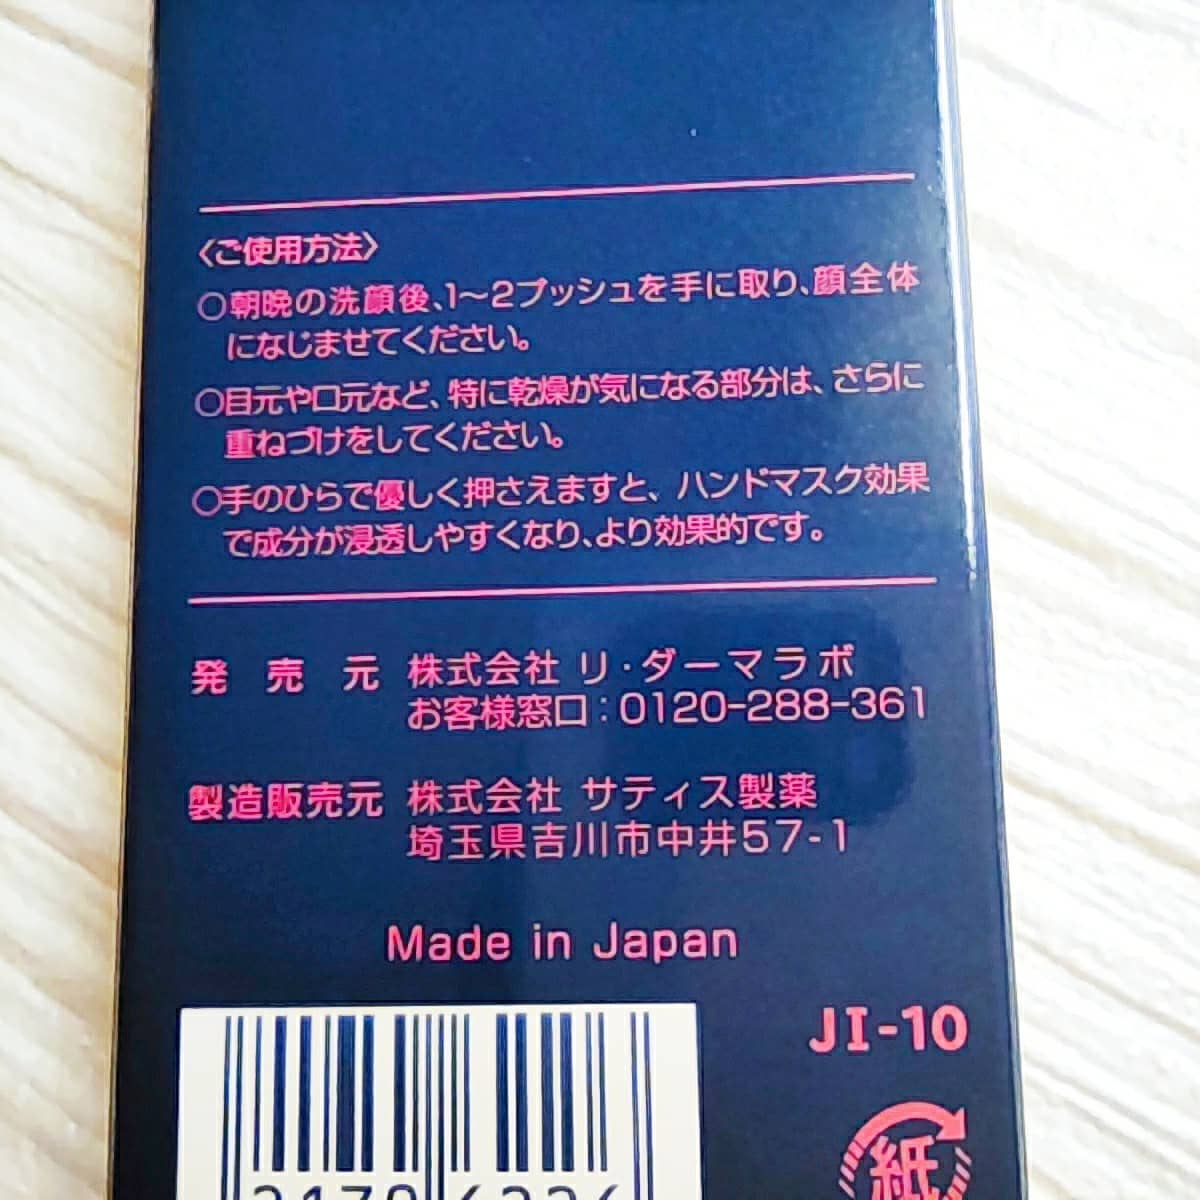 〈ご使用方法〉
○朝晩の洗顔後、1〜2プッシュを手に取り、顔全体
になじませてください。
○目元や口元など、特に乾燥が気になる部分は、さらに
重ねづけをしてください。
○手のひらで優しく押さえますと、ハンドマスク効果
で成分が浸透しやすくなり、より効果的です。
発売元 株式会社 リ・ダーマラボ
お客様窓口：0120-288-361
製造販売元 株式会社 サティス製薬
埼玉県吉川市中井57-1
Made in Japan
JI-10
紙